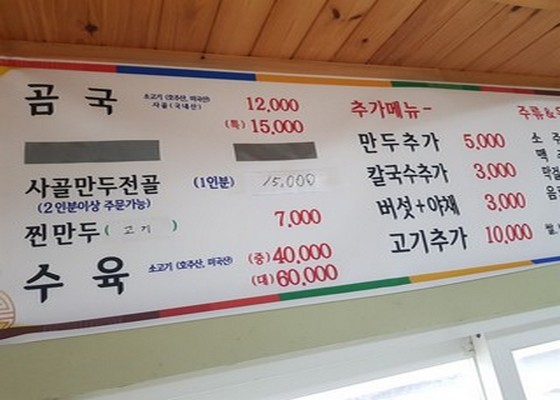 곰 국 소고기 (호주산, 미국산) 사골 (국내산) 12,000
(특) 15,000
사골만두전골 (1인분) 15,000
(2인분이상 주문가능)
찐만두 (고기) 7,000
수 육 소고기 (호주산, 미국산) (중) 40,000
(대) 60,000
추가메뉴-
만두추가 5,000
칼국수추가 3,000
버섯+야채 3,000
고기추가 10,000
주류&
소
맥
막걸
음